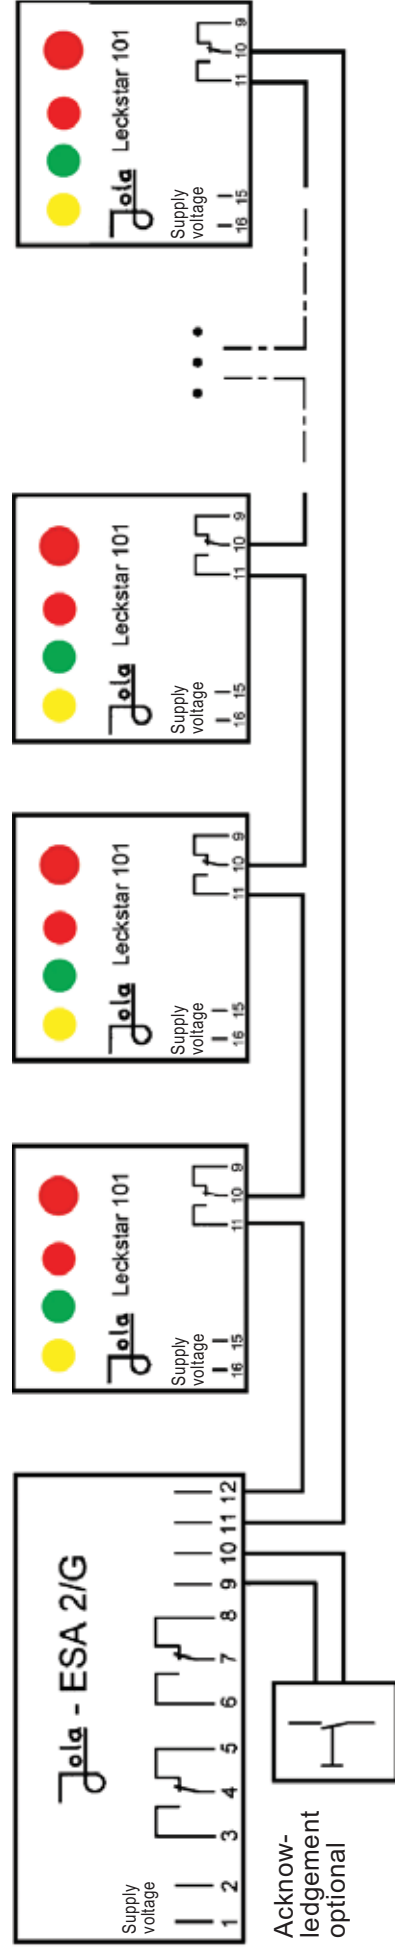 Jola - ESA 2/G
Supply
voltage
1 2 3 4 5 6 7 8 9 10 11 12
Acknow-
ledgement
optional
Jola Leckstar 101
Supply
voltage
16 15 11 10 9
Jola Leckstar 101
Supply
voltage
16 15 11 10 9
Jola Leckstar 101
Supply
voltage
16 15 11 10 9
Jola Leckstar 101
Supply
voltage
16 15 11 10 9